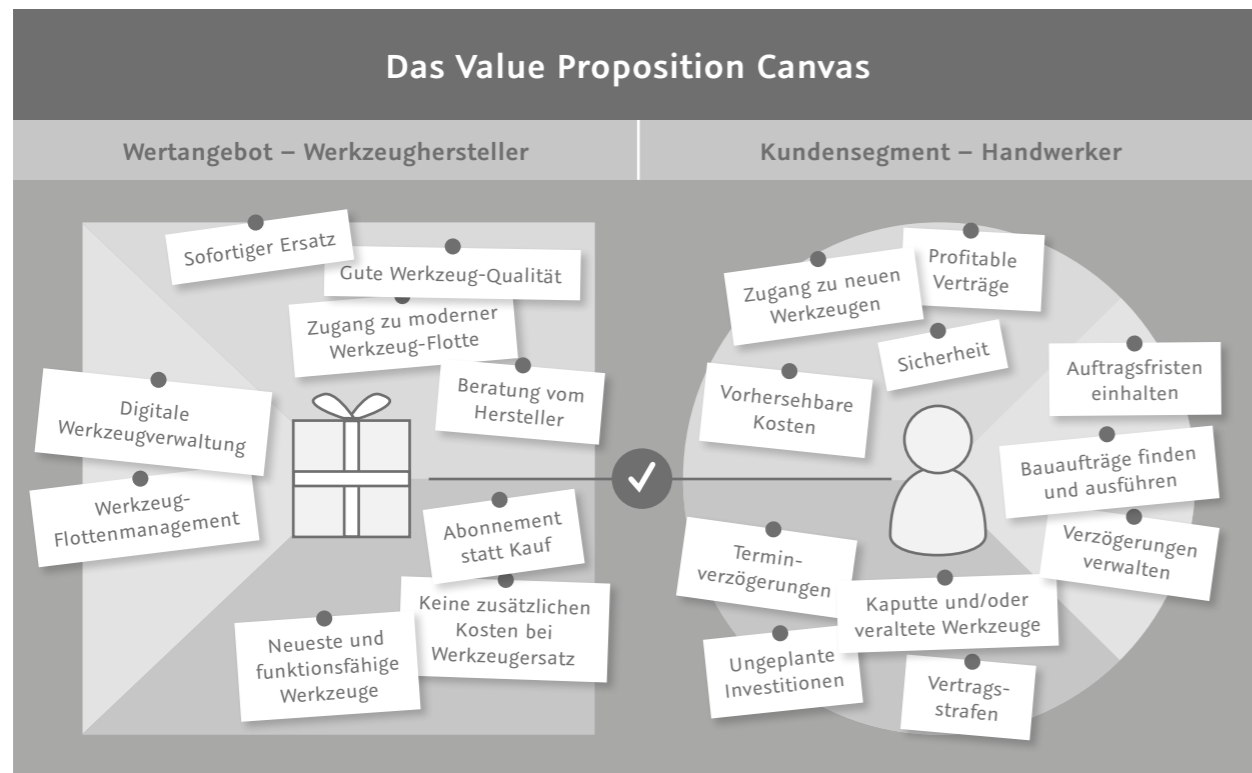 Das Value Proposition Canvas
Wertangebot – Werkzeughersteller
Kundensegment – Handwerker
Sofortiger Ersatz
Gute Werkzeug-Qualität
Zugang zu moderner
Werkzeug-Flotte
Beratung vom
Hersteller
Digitale
Werkzeugverwaltung
Werkzeug-
Flottenmanagement
Abonnement
statt Kauf
Keine zusätzlichen
Kosten bei
Werkzeugersatz
Neueste und
funktionsfähige
Werkzeuge
Profitable
Verträge
Zugang zu neuen
Werkzeugen
Sicherheit
Vorhersehbare
Kosten
Auftragsfristen
einhalten
Bauaufträge finden
und ausführen
Verzögerungen
verwalten
Termin-
verzögerungen
Kaputte und/oder
veraltete Werkzeuge
Ungeplante
Investitionen
Vertrags-
strafen